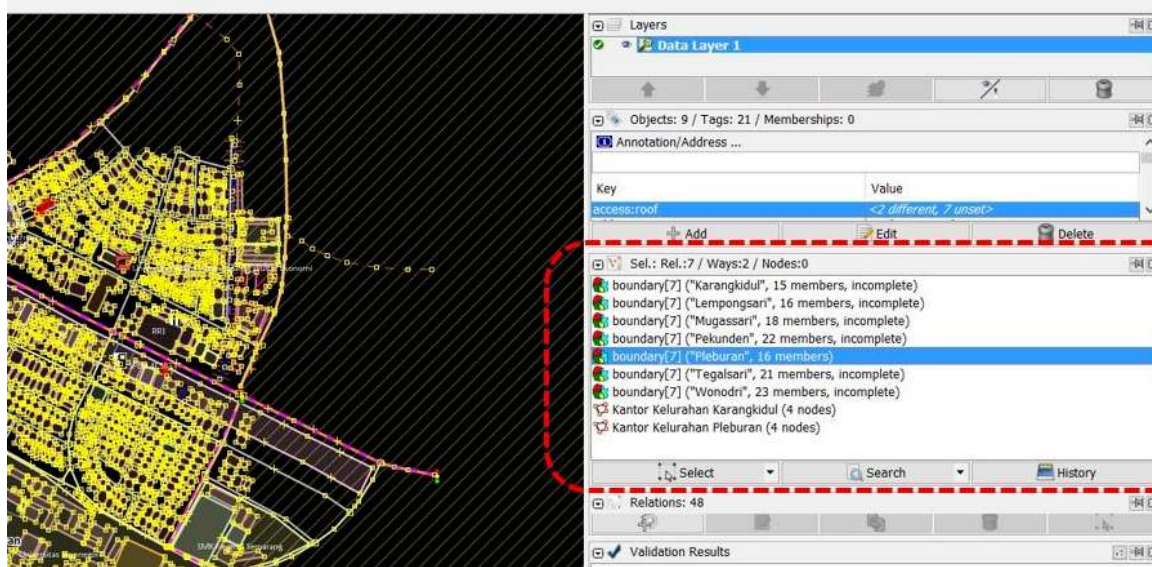 Layers
Data Layer 1
Objects: 9 / Tags: 21 / Memberships: 0
Annotation/Address ...
Key Value
access:roof <2 different, 7 unset>
Add Edit Delete
Sel.: Rel.:7 / Ways:2 / Nodes:0
boundary[7] ("Karangkidul", 15 members, incomplete)
boundary[7] ("Lempongsari", 16 members, incomplete)
boundary[7] ("Mugassari", 18 members, incomplete)
boundary[7] ("Pekunden", 22 members, incomplete)
boundary[7] ("Pleburan", 16 members)
boundary[7] ("Tegalsari", 21 members, incomplete)
boundary[7] ("Wonodri", 23 members, incomplete)
Kantor Kelurahan Karangkidul (4 nodes)
Kantor Kelurahan Pleburan (4 nodes)
Select Search History
Relations: 48
Validation Results
RRI
Semarang